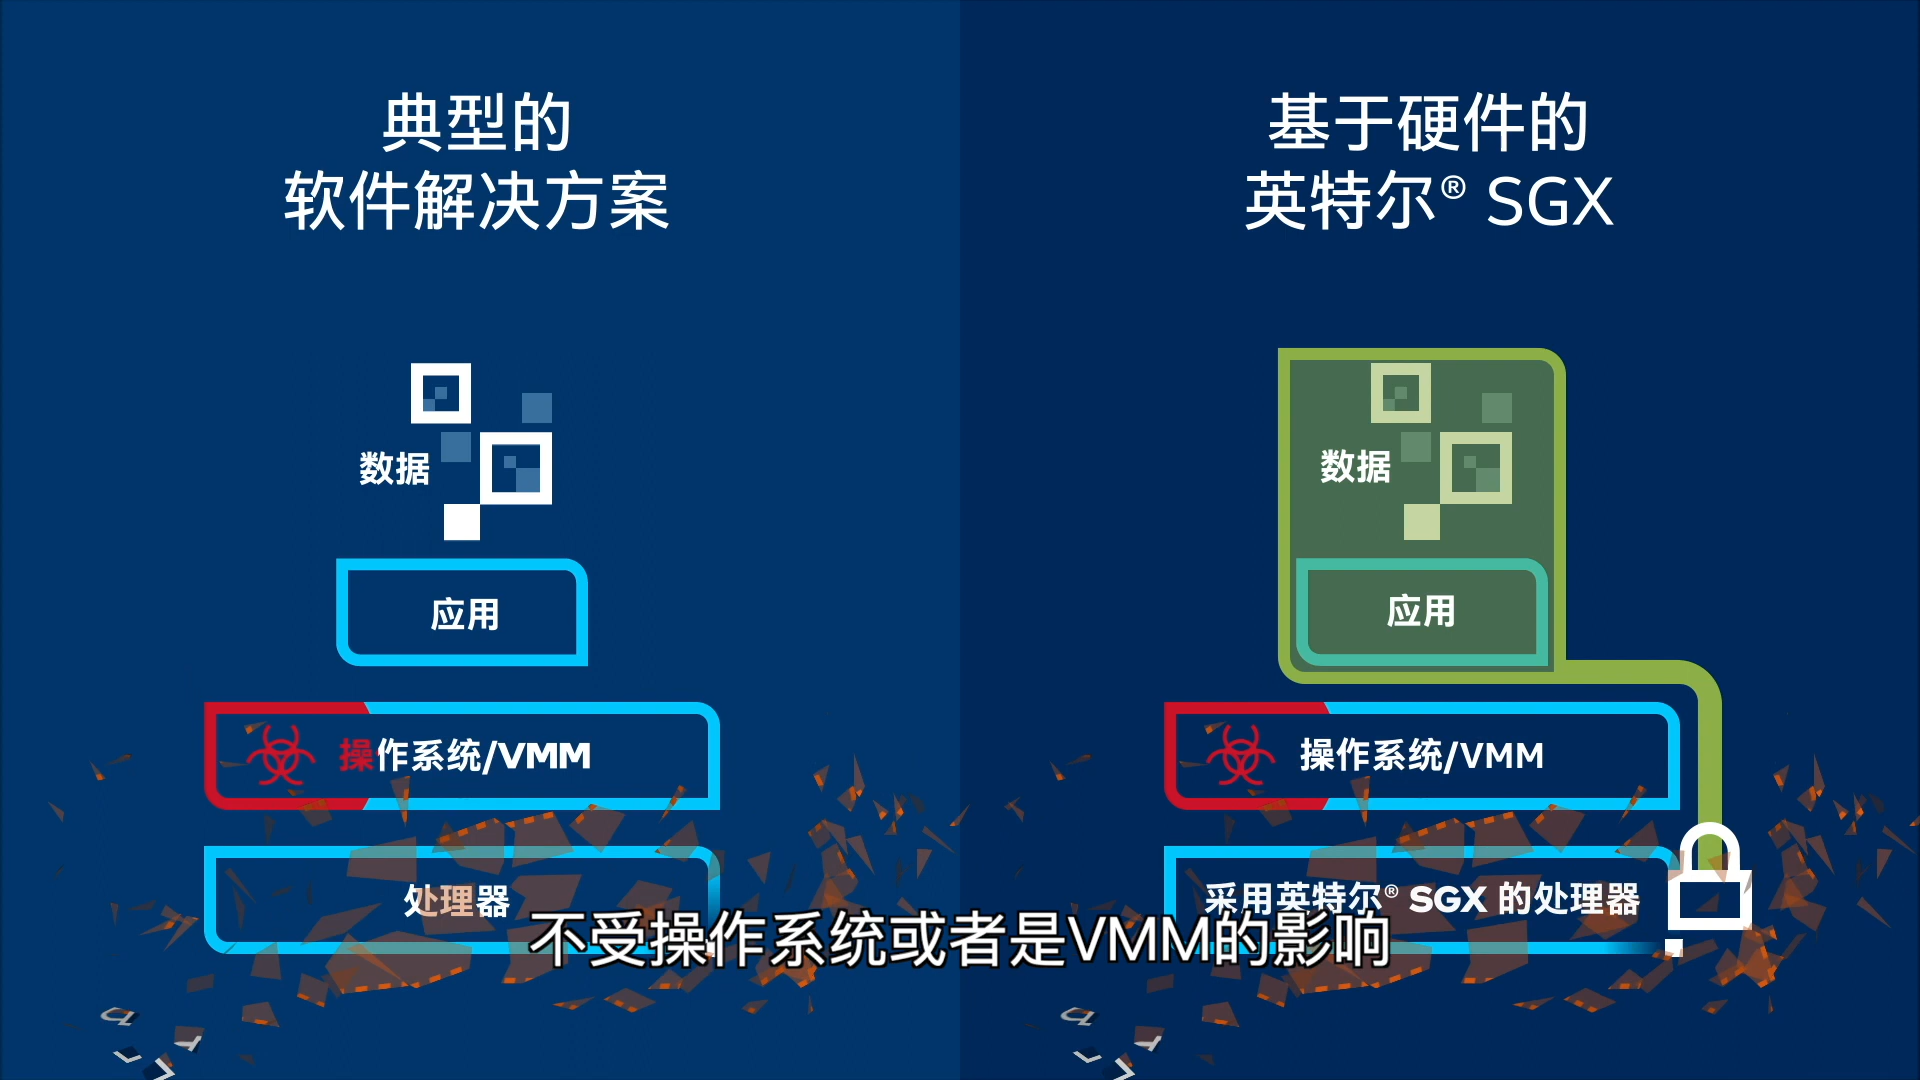 典型的
软件解决方案
数据
应用
操作系统/VMM
处理器
基于硬件的
英特尔® SGX
数据
应用
操作系统/VMM
采用英特尔® SGX 的处理器
不受操作系统或者是VMM的影响